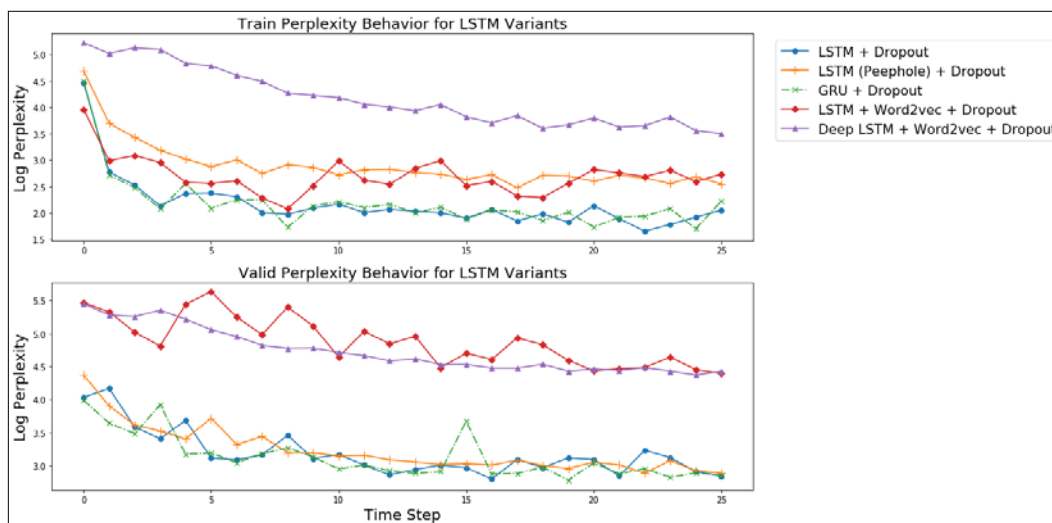 Train Perplexity Behavior for LSTM Variants
Log Perplexity
5.0
4.5
4.0
3.5
3.0
2.5
2.0
1.5
0
5
10
15
20
25
LSTM + Dropout
LSTM (Peephole) + Dropout
GRU + Dropout
LSTM + Word2vec + Dropout
Deep LSTM + Word2vec + Dropout
Valid Perplexity Behavior for LSTM Variants
Log Perplexity
5.5
5.0
4.5
4.0
3.5
3.0
0
5
10
15
20
25
Time Step